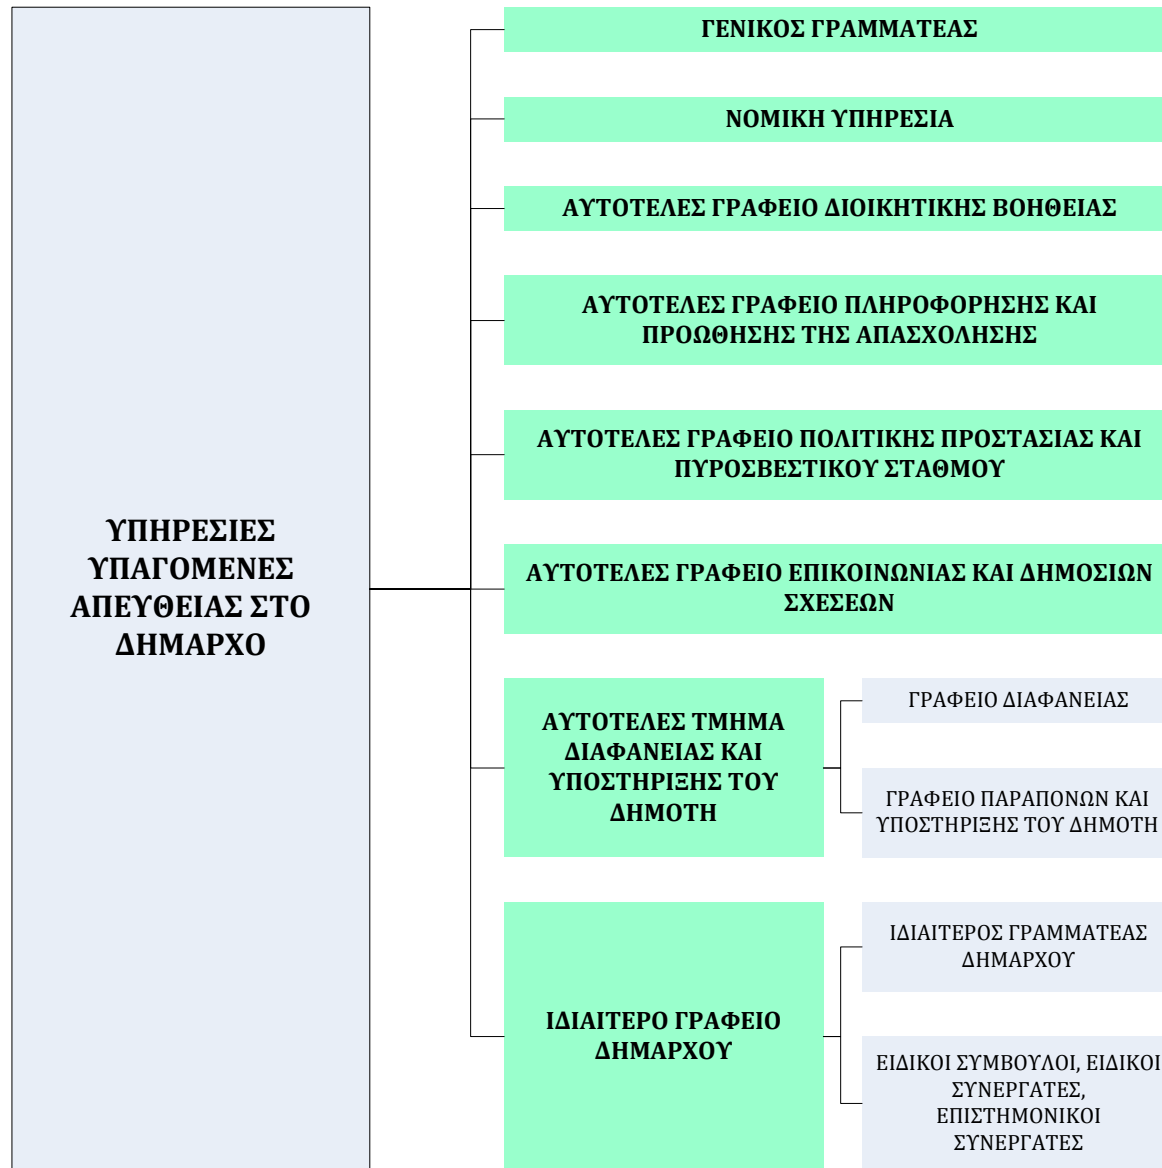 ΥΠΗΡΕΣΙΕΣ
ΥΠΑΓΟΜΕΝΕΣ
ΑΠΕΥΘΕΙΑΣ ΣΤΟ
ΔΗΜΑΡΧΟ
ΓΕΝΙΚΟΣ ΓΡΑΜΜΑΤΕΑΣ
ΝΟΜΙΚΗ ΥΠΗΡΕΣΙΑ
ΑΥΤΟΤΕΛΕΣ ΓΡΑΦΕΙΟ ΔΙΟΙΚΗΤΙΚΗΣ ΒΟΗΘΕΙΑΣ
ΑΥΤΟΤΕΛΕΣ ΓΡΑΦΕΙΟ ΠΛΗΡΟΦΟΡΗΣΗΣ ΚΑΙ
ΠΡΟΩΘΗΣΗΣ ΤΗΣ ΑΠΑΣΧΟΛΗΣΗΣ
ΑΥΤΟΤΕΛΕΣ ΓΡΑΦΕΙΟ ΠΟΛΙΤΙΚΗΣ ΠΡΟΣΤΑΣΙΑΣ ΚΑΙ
ΠΥΡΟΣΒΕΣΤΙΚΟΥ ΣΤΑΘΜΟΥ
ΑΥΤΟΤΕΛΕΣ ΓΡΑΦΕΙΟ ΕΠΙΚΟΙΝΩΝΙΑΣ ΚΑΙ ΔΗΜΟΣΙΩΝ
ΣΧΕΣΕΩΝ
ΑΥΤΟΤΕΛΕΣ ΤΜΗΜΑ
ΔΙΑΦΑΝΕΙΑΣ ΚΑΙ
ΥΠΟΣΤΗΡΙΞΗΣ ΤΟΥ
ΔΗΜΟΤΗ
ΓΡΑΦΕΙΟ ΔΙΑΦΑΝΕΙΑΣ
ΓΡΑΦΕΙΟ ΠΑΡΑΠΟΝΩΝ ΚΑΙ
ΥΠΟΣΤΗΡΙΞΗΣ ΤΟΥ ΔΗΜΟΤΗ
ΙΔΙΑΙΤΕΡΟ ΓΡΑΦΕΙΟ
ΔΗΜΑΡΧΟΥ
ΙΔΙΑΙΤΕΡΟΣ ΓΡΑΜΜΑΤΕΑΣ
ΔΗΜΑΡΧΟΥ
ΕΙΔΙΚΟΙ ΣΥΜΒΟΥΛΟΙ, ΕΙΔΙΚΟΙ
ΣΥΝΕΡΓΑΤΕΣ,
ΕΠΙΣΤΗΜΟΝΙΚΟΙ
ΣΥΝΕΡΓΑΤΕΣ